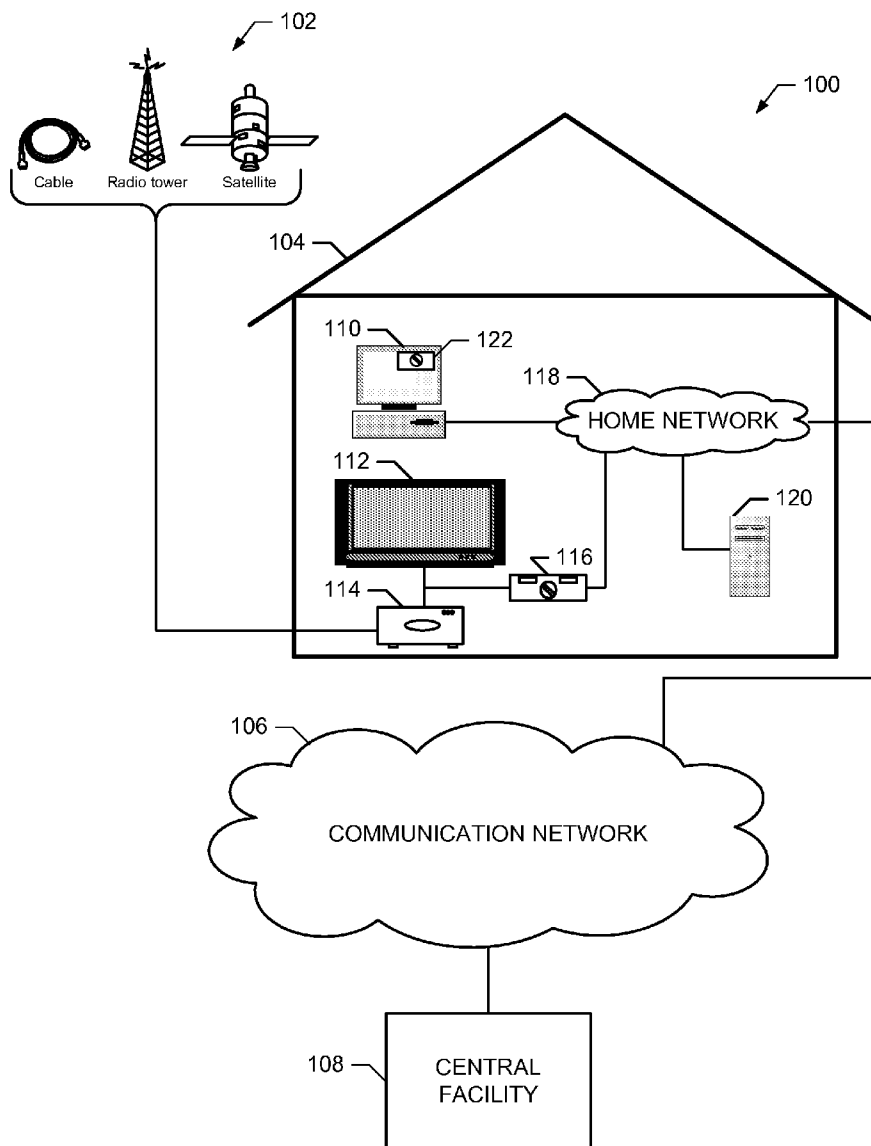 102
100
Cable
Radio tower
Satellite
104
110
122
118
HOME NETWORK
112
120
116
114
106
COMMUNICATION NETWORK
108
CENTRAL
FACILITY